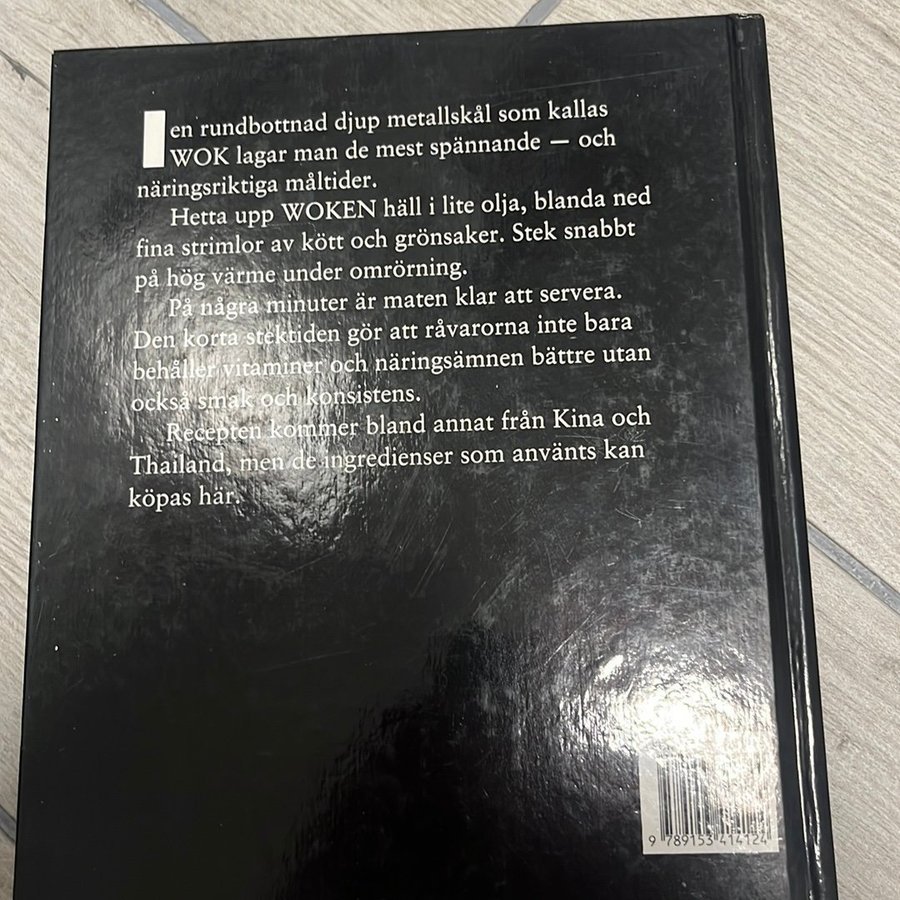 I en rundbottnad djup metallskål som kallas
WOK lagar man de mest spännande — och
näringsriktiga måltider.
Hetta upp WOKEN häll i lite olja, blanda ned
fina strimlor av kött och grönsaker. Stek snabbt
på hög värme under omrörning.
På några minuter är maten klar att servera.
Den korta stektiden gör att råvarorna inte bara
behåller vitaminer och näringsämnen bättre utan
också smak och konsistens.
Recepten kommer bland annat från Kina och
Thailand, men de ingredienser som använts kan
köpas här.
9 789153 414124